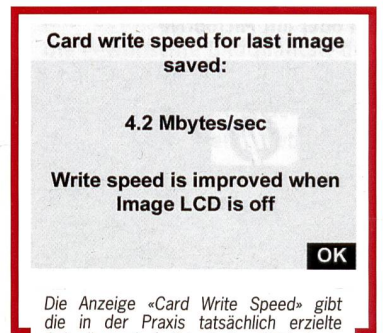 Card write speed for last image
saved:
4.2 Mbytes/sec
Write speed is improved when
Image LCD is off
OK
Die Anzeige «Card Write Speed» gibt
die in der Praxis tatsächlich erzielte